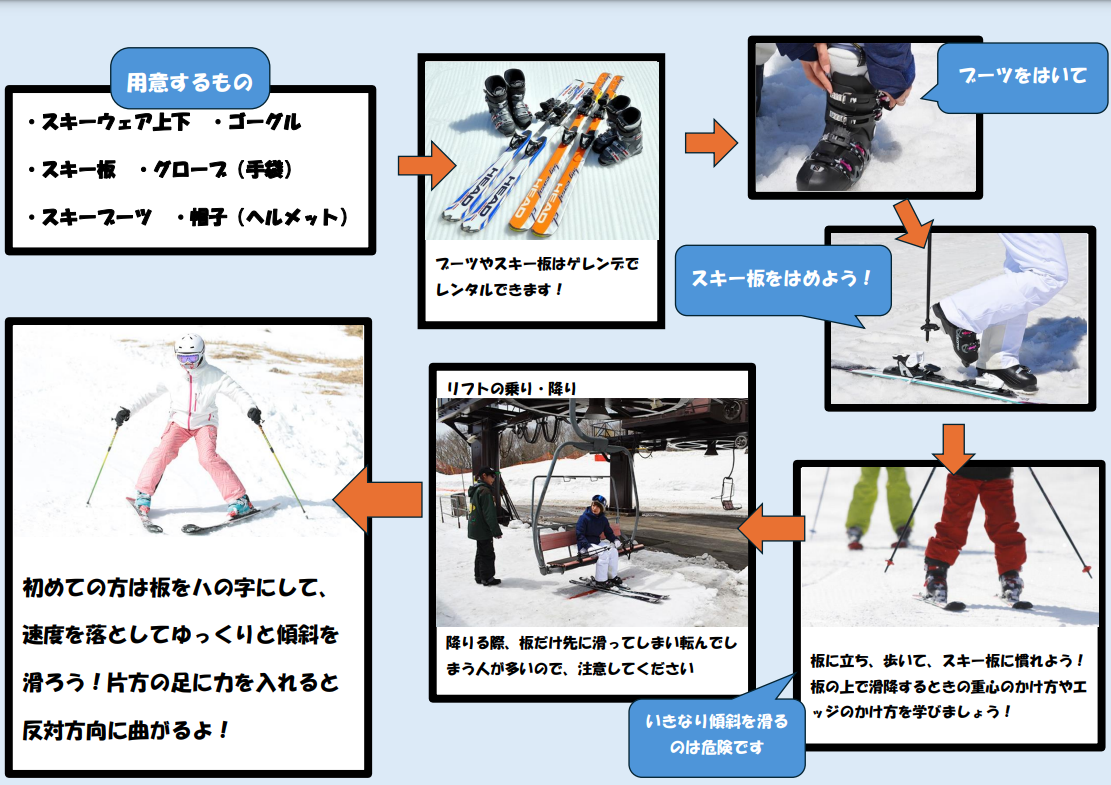 用意するもの
・スキーウェア上下　・ゴーグル
・スキー板　・グローブ（手袋）
・スキーブーツ　・帽子（ヘルメット）
HEAD
HEAD
HEAD
HEAD
ブーツやスキー板はゲレンデで
レンタルできます！
ブーツをはいて
スキー板をはめよう！
板に立ち、歩いて、スキー板に慣れよう！
板の上で滑降するときの重心のかけ方やエ
ッジのかけ方を学びましょう！
いきなり傾斜を滑る
のは危険です
リフトの乗り・降り
降りる際、板だけ先に滑ってしまい転んでし
まう人が多いので、注意してください
初めての方は板をハの字にして、
速度を落としてゆっくりと傾斜を
滑ろう！片方の足に力を入れると
反対方向に曲がるよ！